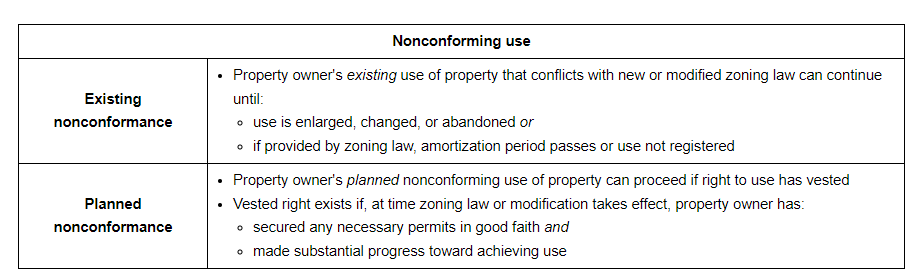 Nonconforming use
Existing
nonconformance
• Property owner's existing use of property that conflicts with new or modified zoning law can continue
until:
◦ use is enlarged, changed, or abandoned or
◦ if provided by zoning law, amortization period passes or use not registered
Planned
nonconformance
• Property owner's planned nonconforming use of property can proceed if right to use has vested
• Vested right exists if, at time zoning law or modification takes effect, property owner has:
◦ secured any necessary permits in good faith and
◦ made substantial progress toward achieving use